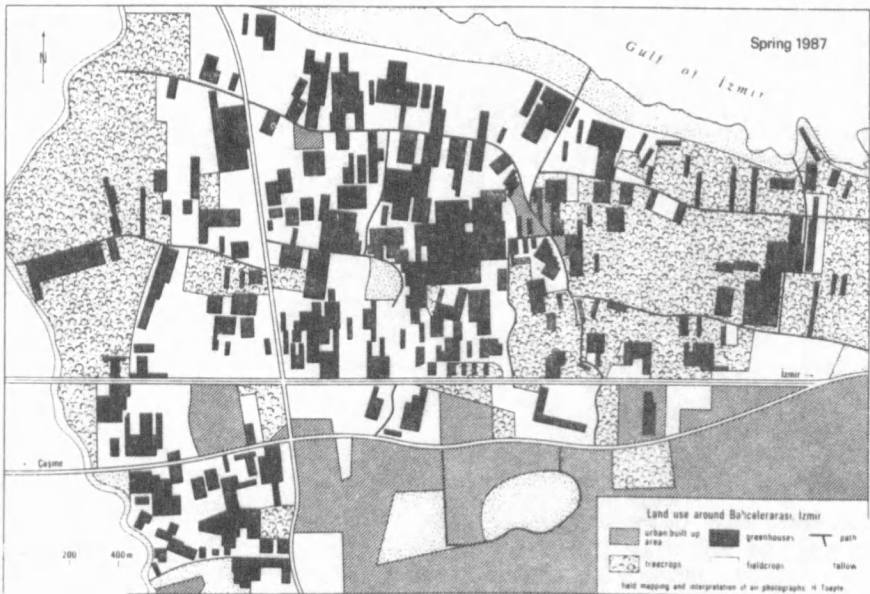 Spring 1987
N
Gulf of İzmir
İzmir →
Çeşme
200 400m
Land use around Bahçelerarası, İzmir
urban built up area
greenhouses
path
treecrops
fieldcrops
fallow
field mapping and interpretation of air photographs H Toepfe